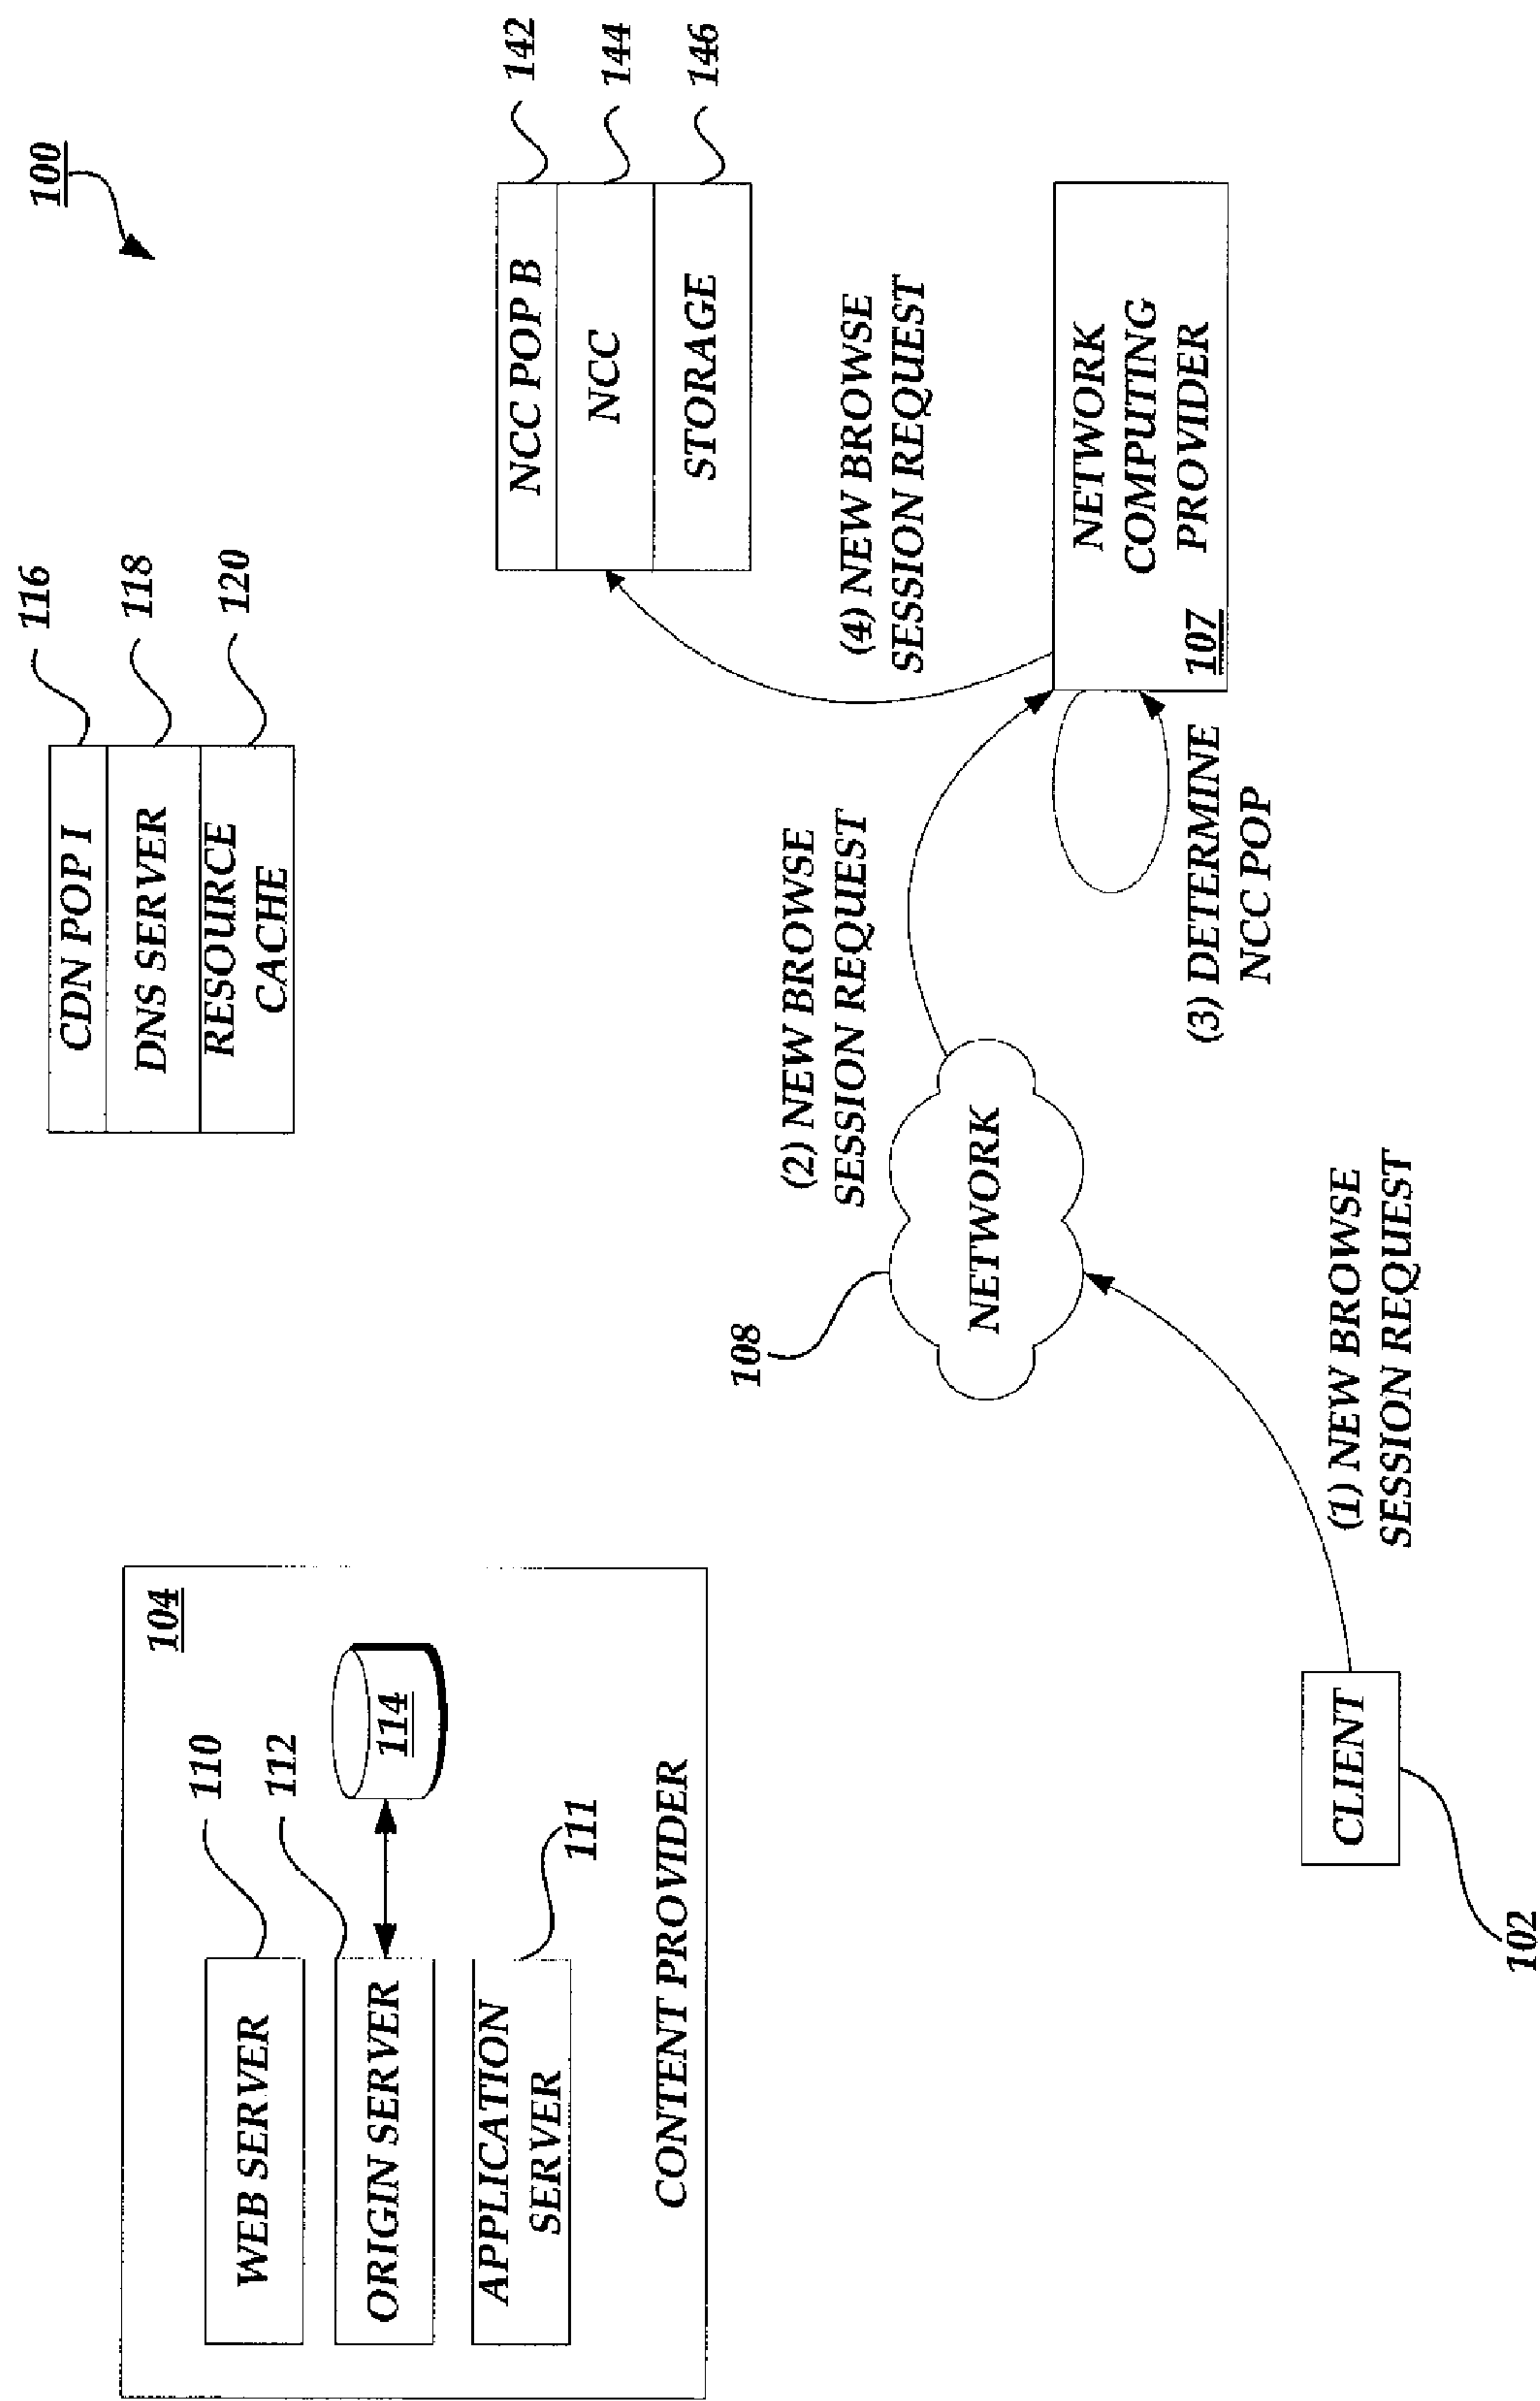 100
104
110
WEB SERVER
112
ORIGIN SERVER
114
APPLICATION
SERVER
111
CONTENT PROVIDER
116
CDN POP I
118
DNS SERVER
120
RESOURCE
CACHE
142
NCC POP B
144
NCC
146
STORAGE
108
NETWORK
(2) NEW BROWSE
SESSION REQUEST
(4) NEW BROWSE
SESSION REQUEST
NETWORK
COMPUTING
PROVIDER
107
(3) DETERMINE
NCC POP
(1) NEW BROWSE
SESSION REQUEST
CLIENT
102